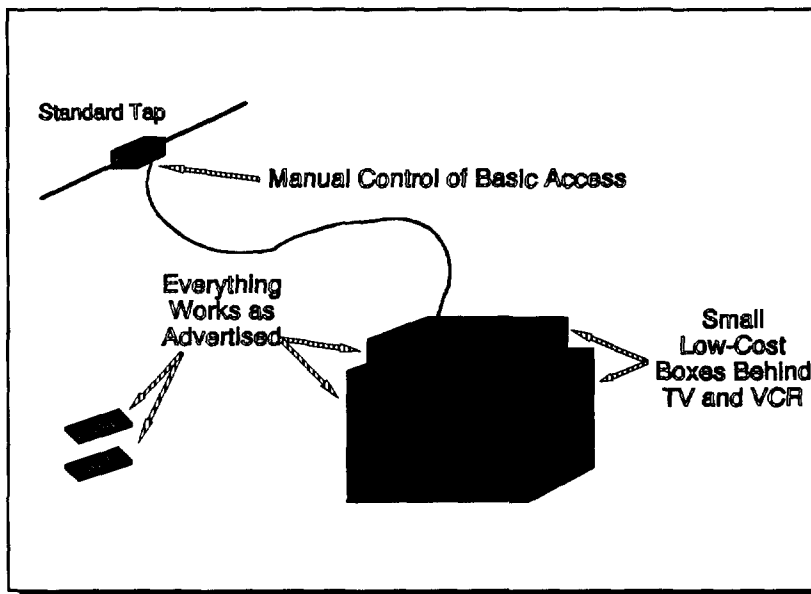 Standard Tap
Manual Control of Basic Access
Everything
Works as
Advertised
Small
Low-Cost
Boxes Behind
TV and VCR